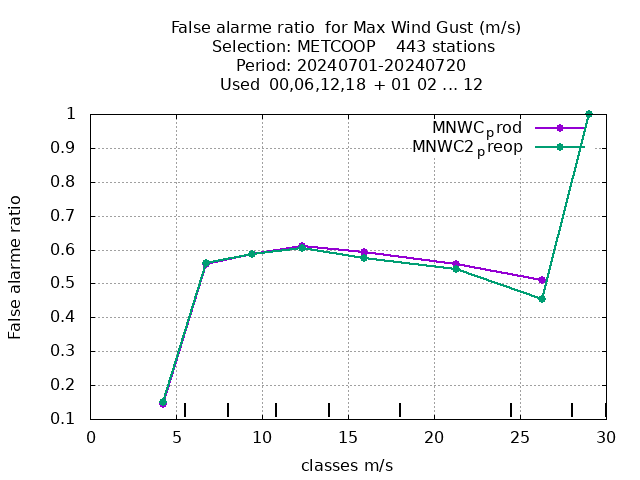 False alarme ratio  for Max Wind Gust (m/s)
Selection: METCOOP    443 stations
Period: 20240701-20240720
Used  00,06,12,18  + 01 02 ... 12
MNWCprod
MNWC2preop
1
0.9
0.8
0.7
0.6
0.5
0.4
0.3
0.2
0.1
False alarme ratio
0 5 10 15 20 25 30
classes m/s